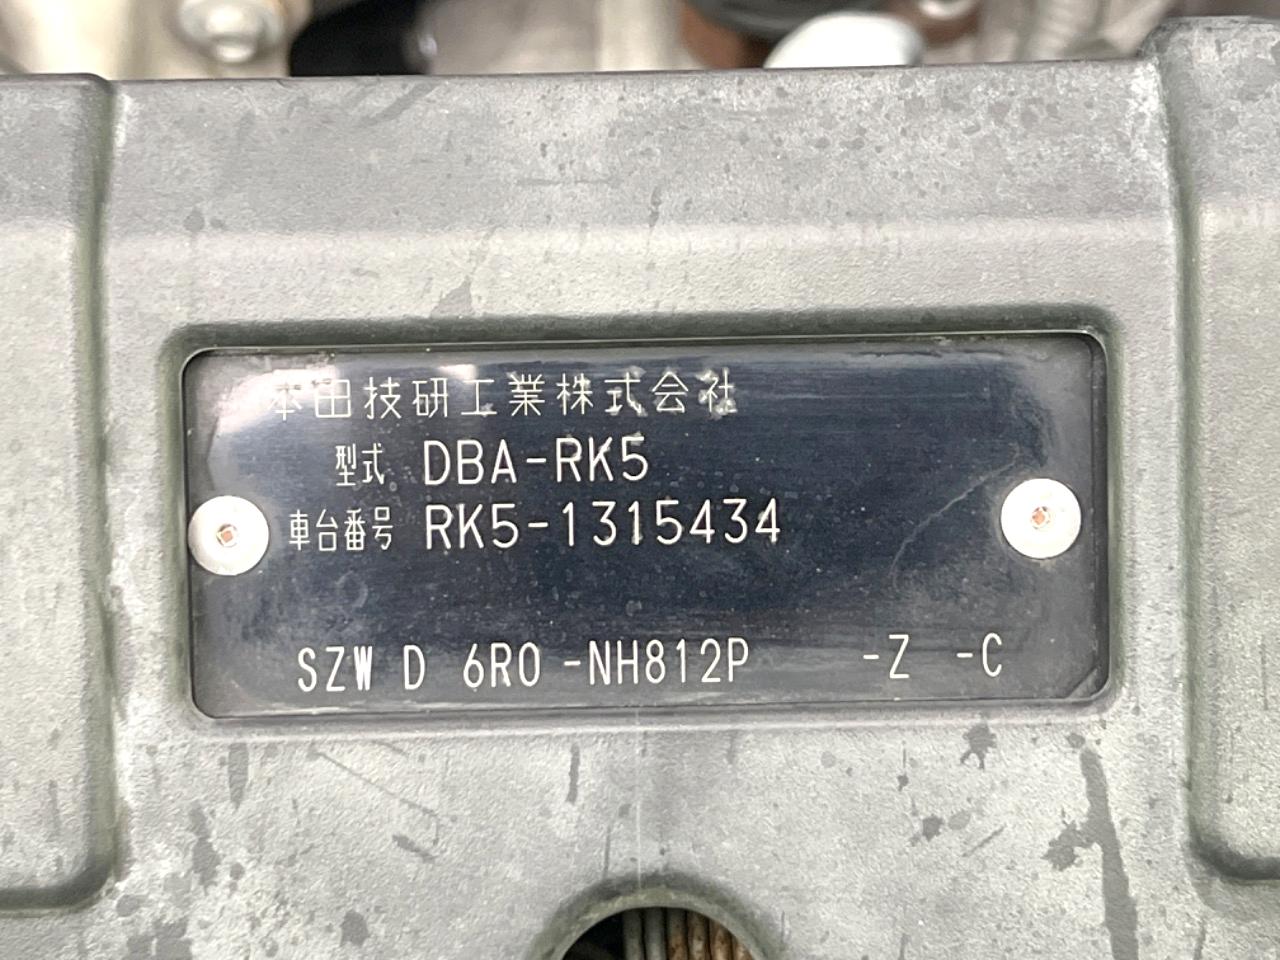 本田技研工業株式会社
型式 DBA-RK5
車台番号 RK5-1315434
SZW D 6R0 -NH812P -Z -C